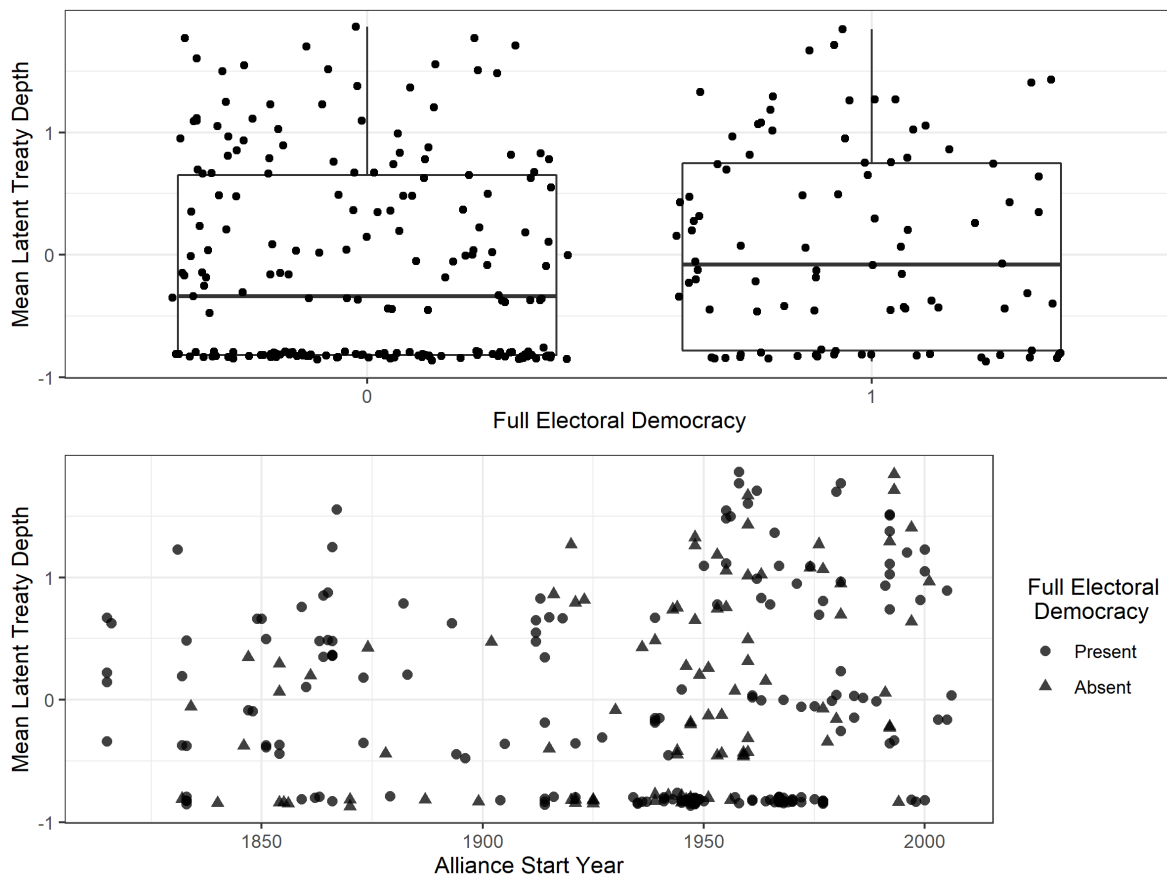 Mean Latent Treaty Depth
1
0
-1
0
1
Full Electoral Democracy
Mean Latent Treaty Depth
1
0
-1
1850
1900
1950
2000
Alliance Start Year
Full Electoral
Democracy
Present
Absent